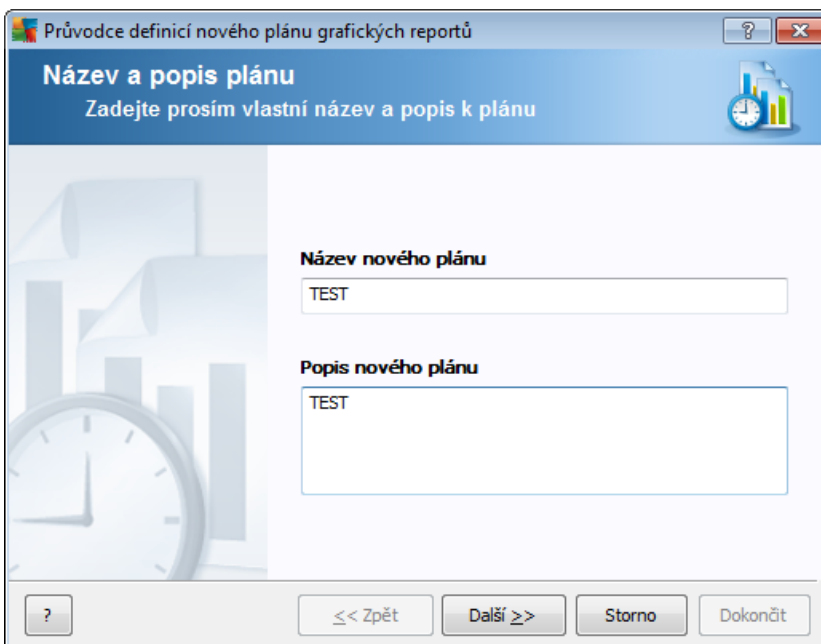 Průvodce definicí nového plánu grafických reportů
Název a popis plánu
Zadejte prosím vlastní název a popis k plánu
Název nového plánu
TEST
Popis nového plánu
TEST
? << Zpět Další >> Storno Dokončit